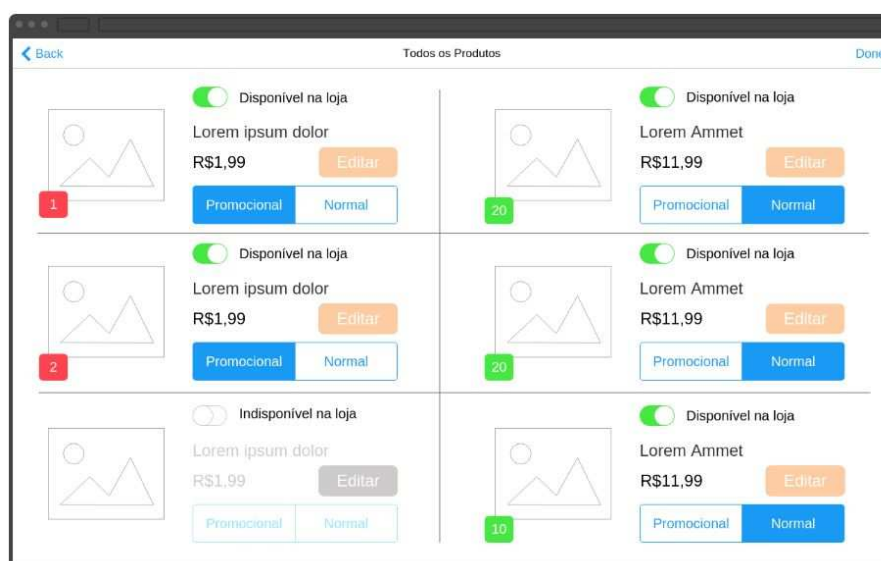 Back
Todos os Produtos
Done
Disponível na loja
Lorem ipsum dolor
R$1,99
Editar
1
Promocional
Normal
Disponível na loja
Lorem Ammet
R$11,99
Editar
20
Promocional
Normal
Disponível na loja
Lorem ipsum dolor
R$1,99
Editar
2
Promocional
Normal
Disponível na loja
Lorem Ammet
R$11,99
Editar
20
Promocional
Normal
Indisponível na loja
Lorem ipsum dolor
R$1,99
Editar
Promocional
Normal
Disponível na loja
Lorem Ammet
R$11,99
Editar
10
Promocional
Normal